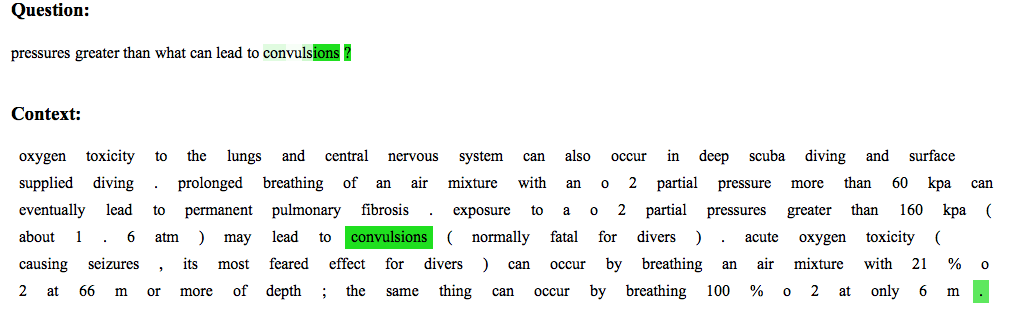 Question:
pressures greater than what can lead to convulsions ?
Context:
oxygen toxicity to the lungs and central nervous system can also occur in deep scuba diving and surface
supplied diving . prolonged breathing of an air mixture with an o 2 partial pressure more than 60 kpa can
eventually lead to permanent pulmonary fibrosis . exposure to a o 2 partial pressures greater than 160 kpa (
about 1 . 6 atm ) may lead to convulsions ( normally fatal for divers ) . acute oxygen toxicity (
causing seizures , its most feared effect for divers ) can occur by breathing an air mixture with 21 % o
2 at 66 m or more of depth ; the same thing can occur by breathing 100 % o 2 at only 6 m .